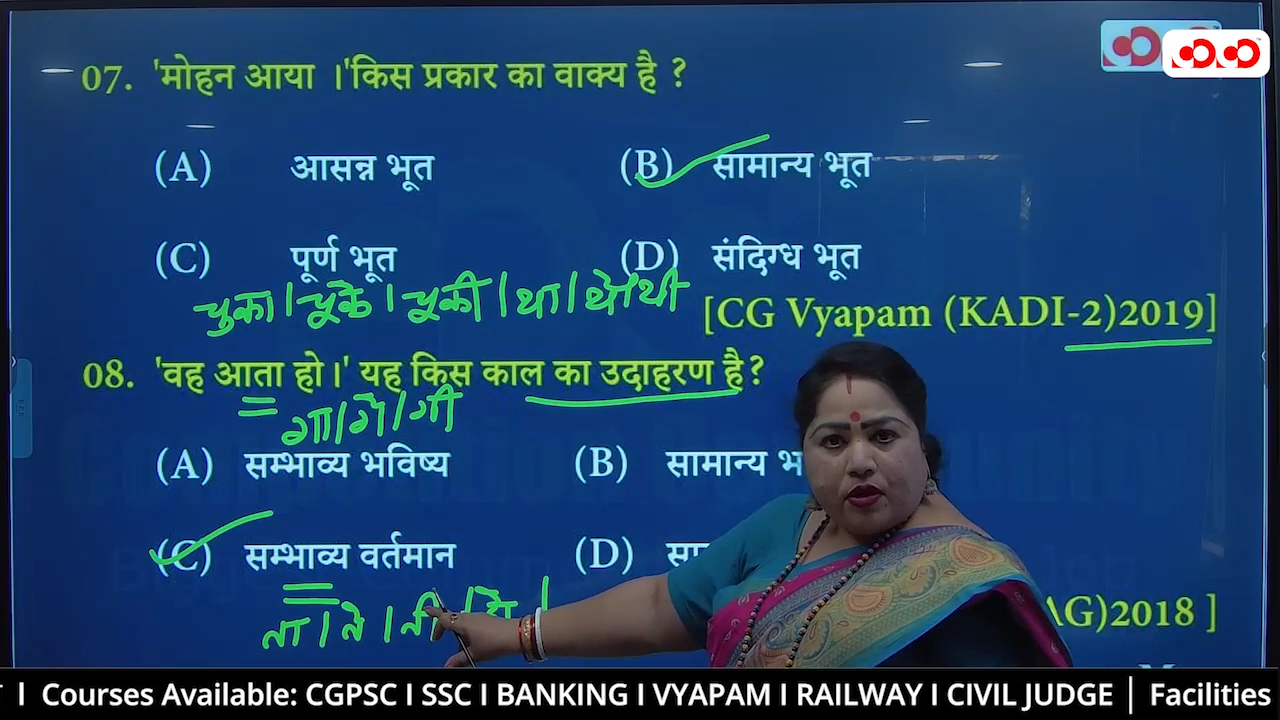 07. 'मोहन आया ।'किस प्रकार का वाक्य है ?
(A) आसन्न भूत (B) सामान्य भूत
(C) पूर्ण भूत (D) संदिग्ध भूत
चुका । चूके । चूकी । था । थे । थी
[CG Vyapam (KADI-2)2019]
08. 'वह आता हो ।' यह किस काल का उदाहरण है ?
गा । गे । गी
(A) सम्भाव्य भविष्य (B) सामान्य
(C) सम्भाव्य वर्तमान (D)
ता । ते । ती
AG)2018 ]
l Courses Available: CGPSC I SSC I BANKING I VYAPAM I RAILWAY I CIVIL JUDGE | Facilities